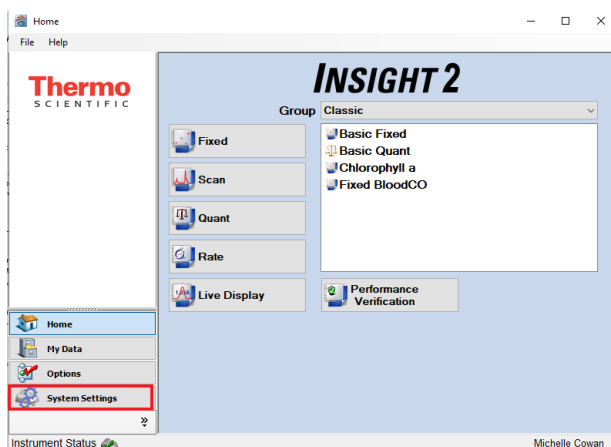 Home
File Help
Thermo
SCIENTIFIC
INSIGHT 2
Group Classic
Fixed
Scan
Quant
Rate
Live Display
Basic Fixed
Basic Quant
Chlorophyll a
Fixed BloodCO
Performance
Verification
Home
My Data
Options
System Settings
Instrument Status
Michelle Cowan